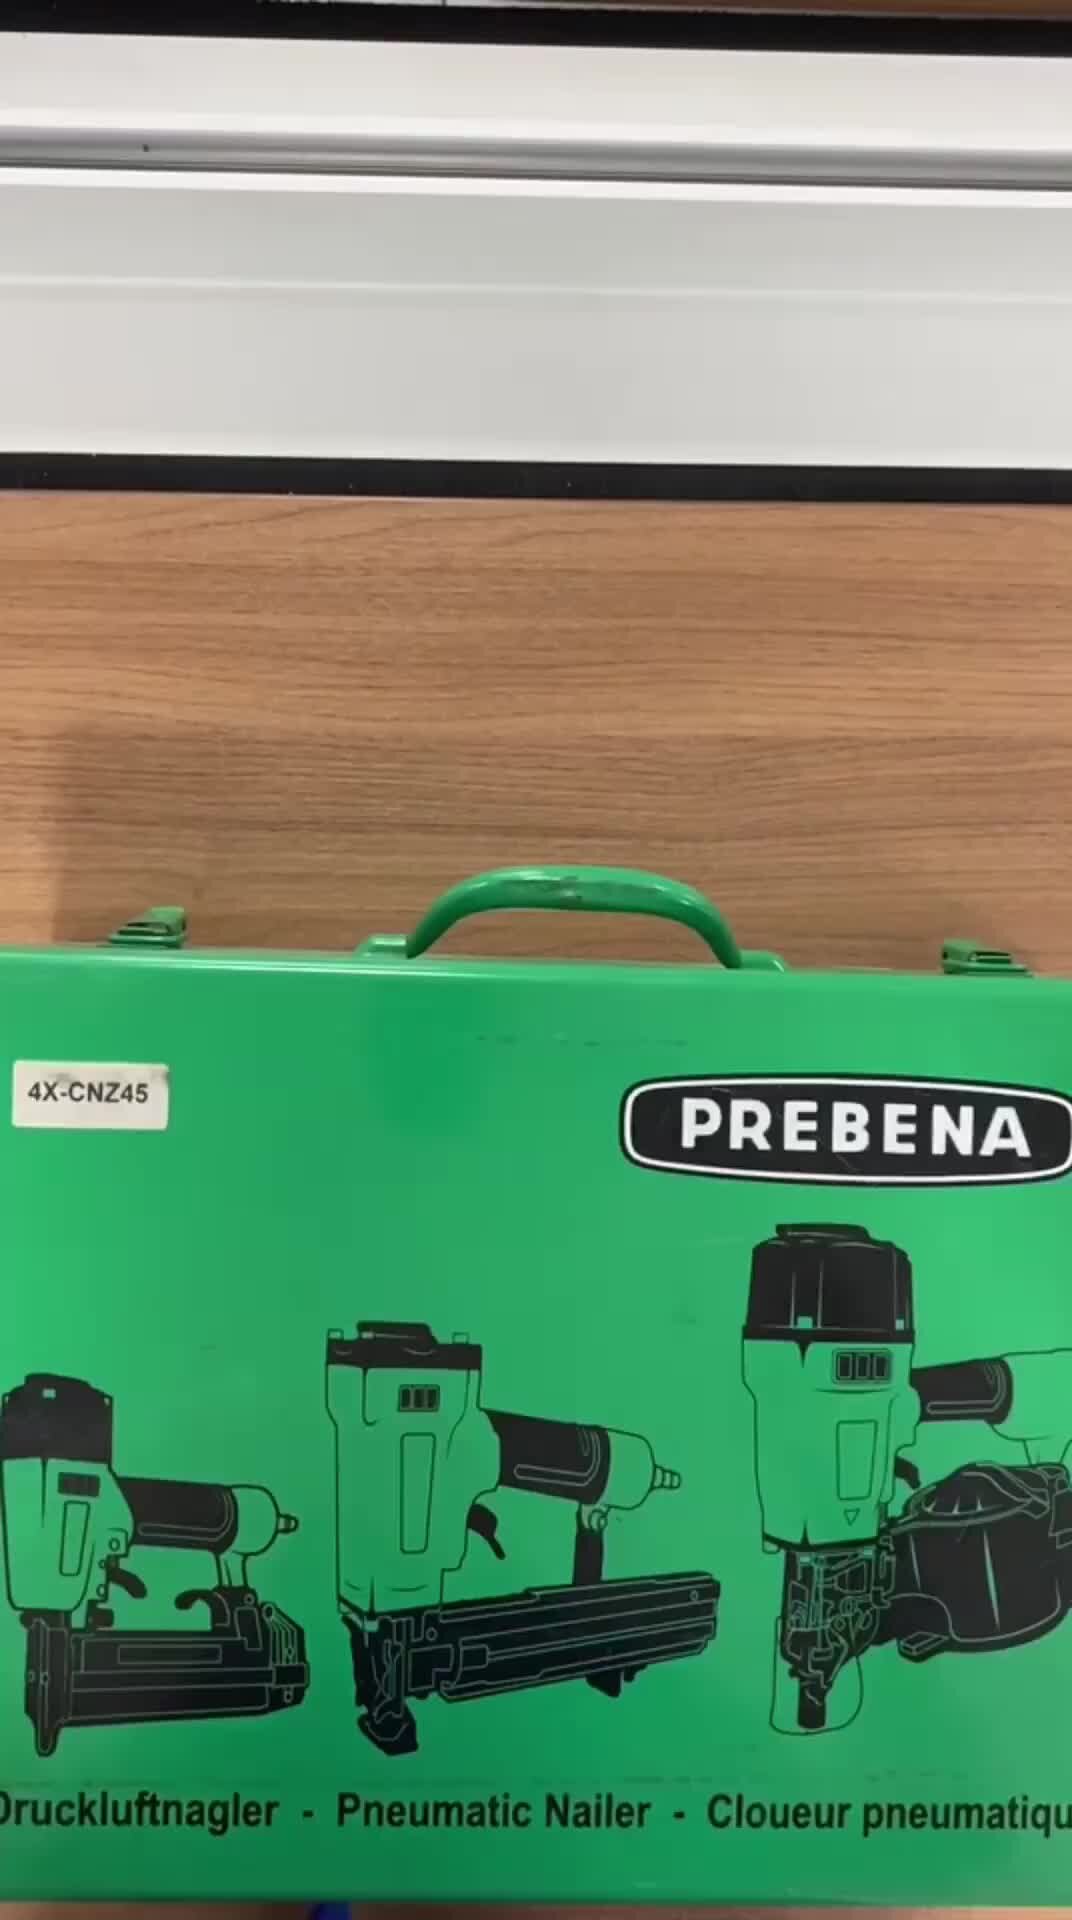 4X-CNZ45
PREBENA
Druckluftnagler - Pneumatic Nailer - Cloueur pneumatiqu